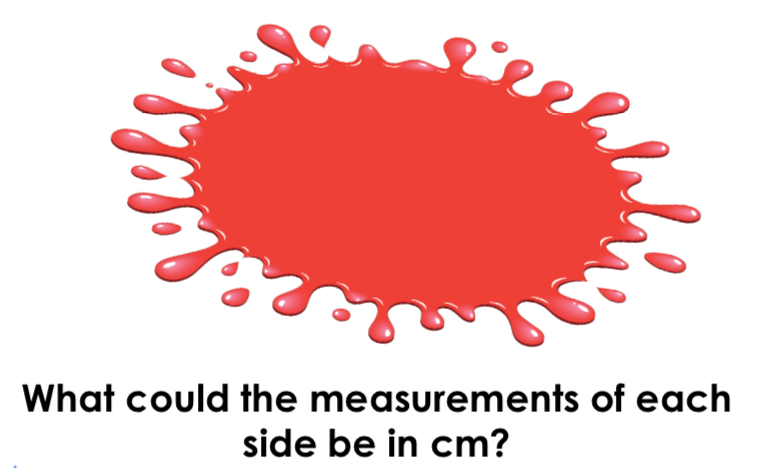 What could the measurements of each
side be in cm?